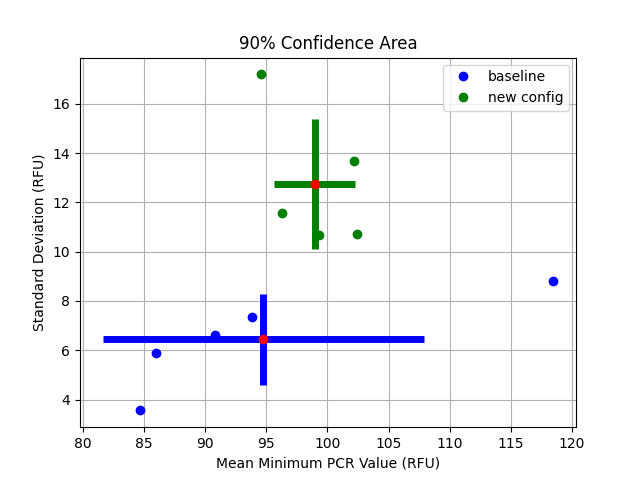 90% Confidence Area
baseline
new config
Standard Deviation (RFU)
16
14
12
10
8
6
4
80 85 90 95 100 105 110 115 120
Mean Minimum PCR Value (RFU)